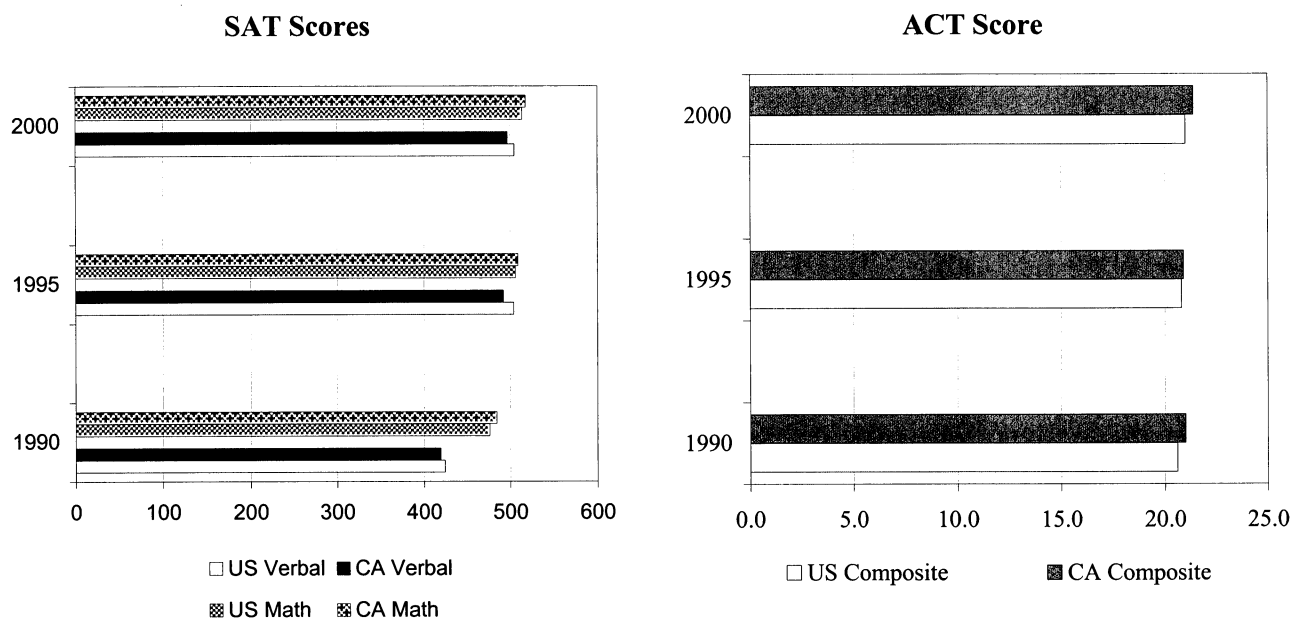 SAT Scores
2000
1995
1990
0 100 200 300 400 500 600
US Verbal CA Verbal
US Math CA Math
ACT Score
2000
1995
1990
0.0 5.0 10.0 15.0 20.0 25.0
US Composite CA Composite